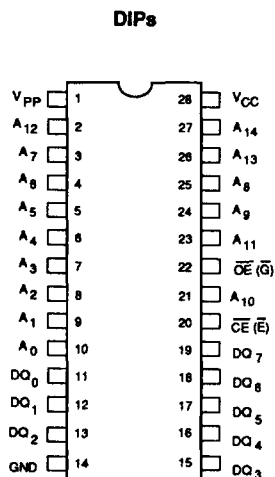 DIPs
VPP 1 28 VCC
A12 2 27 A14
A7 3 26 A13
A6 4 25 A8
A5 5 24 A9
A4 6 23 A11
A3 7 22 OE (G)
A2 8 21 A10
A1 9 20 CE (E)
A0 10 19 DQ7
DQ0 11 18 DQ6
DQ1 12 17 DQ5
DQ2 13 16 DQ4
GND 14 15 DQ3